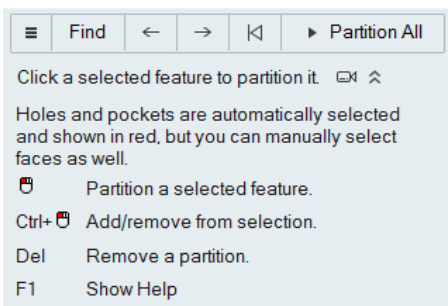 Find Partition All
Click a selected feature to partition it.
Holes and pockets are automatically selected
and shown in red, but you can manually select
faces as well.
Partition a selected feature.
Ctrl+ Add/remove from selection.
Del Remove a partition.
F1 Show Help